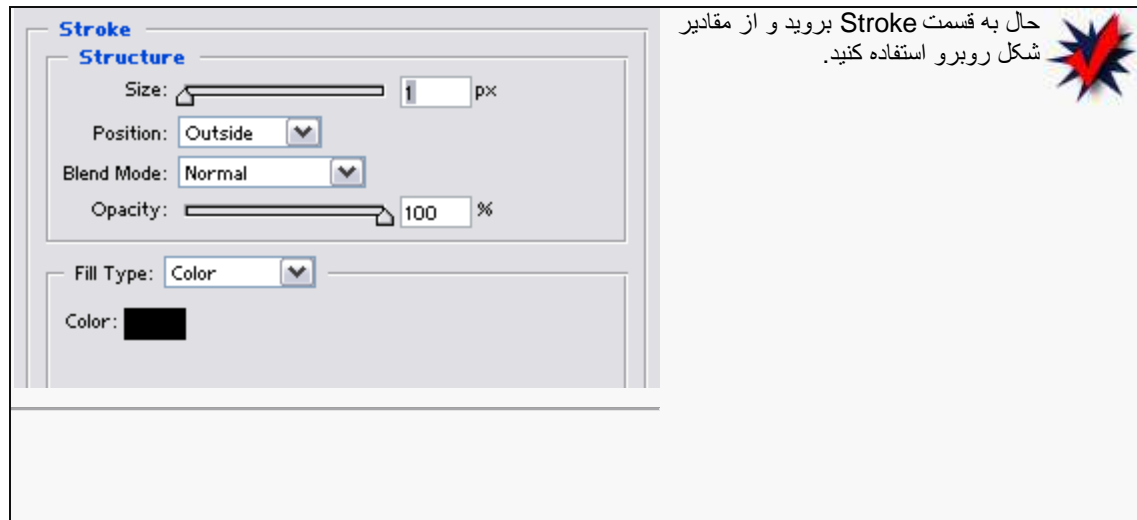 حال به قسمت Stroke بروید و از مقادیر
شکل روبرو استفاده کنید.
Stroke
Structure
Size: 1 px
Position: Outside
Blend Mode: Normal
Opacity: 100 %
Fill Type: Color
Color: